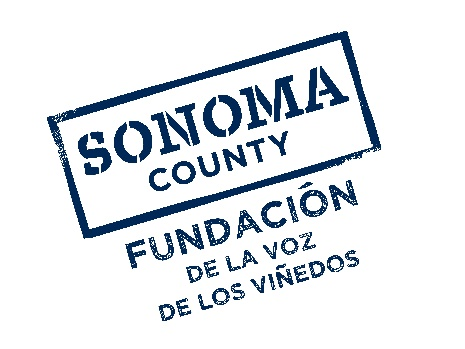 SONOMA
COUNTY
FUNDACIÓN
DE LA VOZ
DE LOS VIÑEDOS